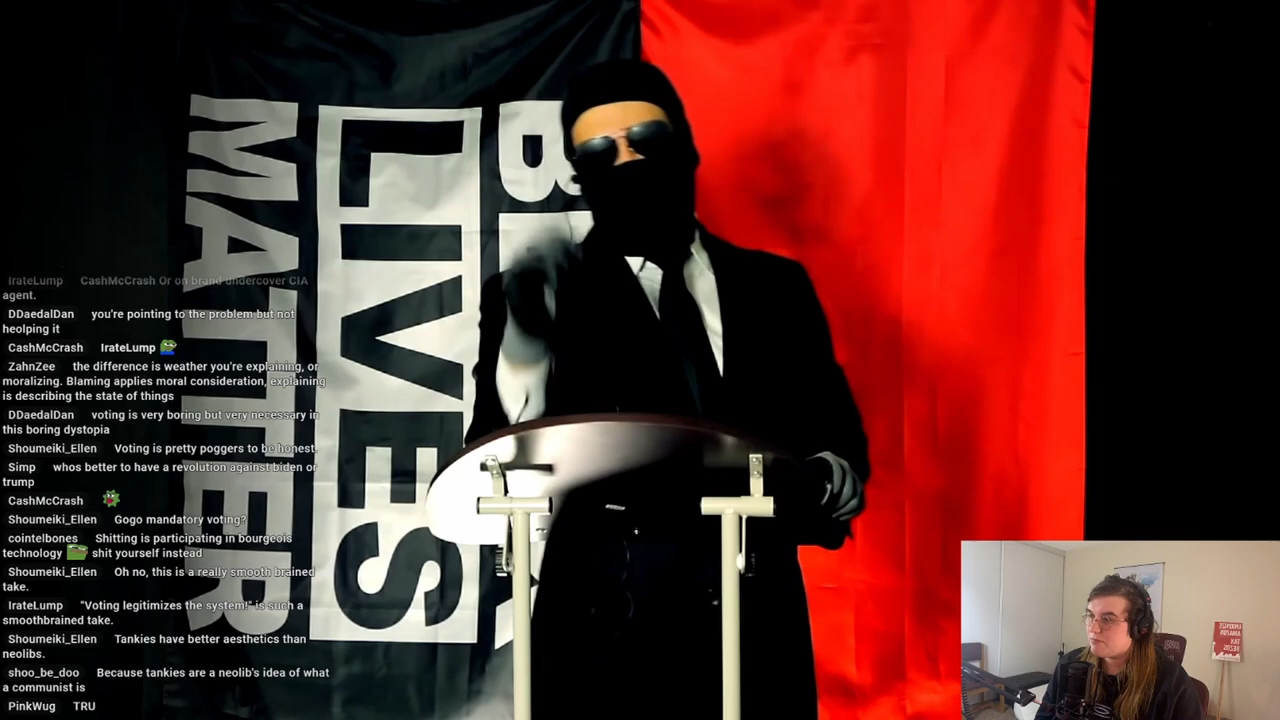 BLACK
LIVES
MATTER
IrateLump CashMcCrash Or on brand undercover CIA
agent.
DDaedalDan you're pointing to the problem but not
heolping it
CashMcCrash IrateLump
ZahnZee the difference is weather you're explaining, or
moralizing. Blaming applies moral consideration, explaining
is describing the state of things
DDaedalDan voting is very boring but very necessary in
this boring dystopia
Shoumeiki_Ellen Voting is pretty poggers to be honest.
Simp whos better to have a revolution against biden or
trump
CashMcCrash
Shoumeiki_Ellen Gogo mandatory voting?
cointelbones Shitting is participating in bourgeois
technology shit yourself instead
Shoumeiki_Ellen Oh no, this is a really smooth brained
take.
IrateLump "Voting legitimizes the system!" is such a
smoothbrained take.
Shoumeiki_Ellen Tankies have better aesthetics than
neolibs.
shoo_be_doo Because tankies are a neolib's idea of what
a communist is
PinkWug TRU